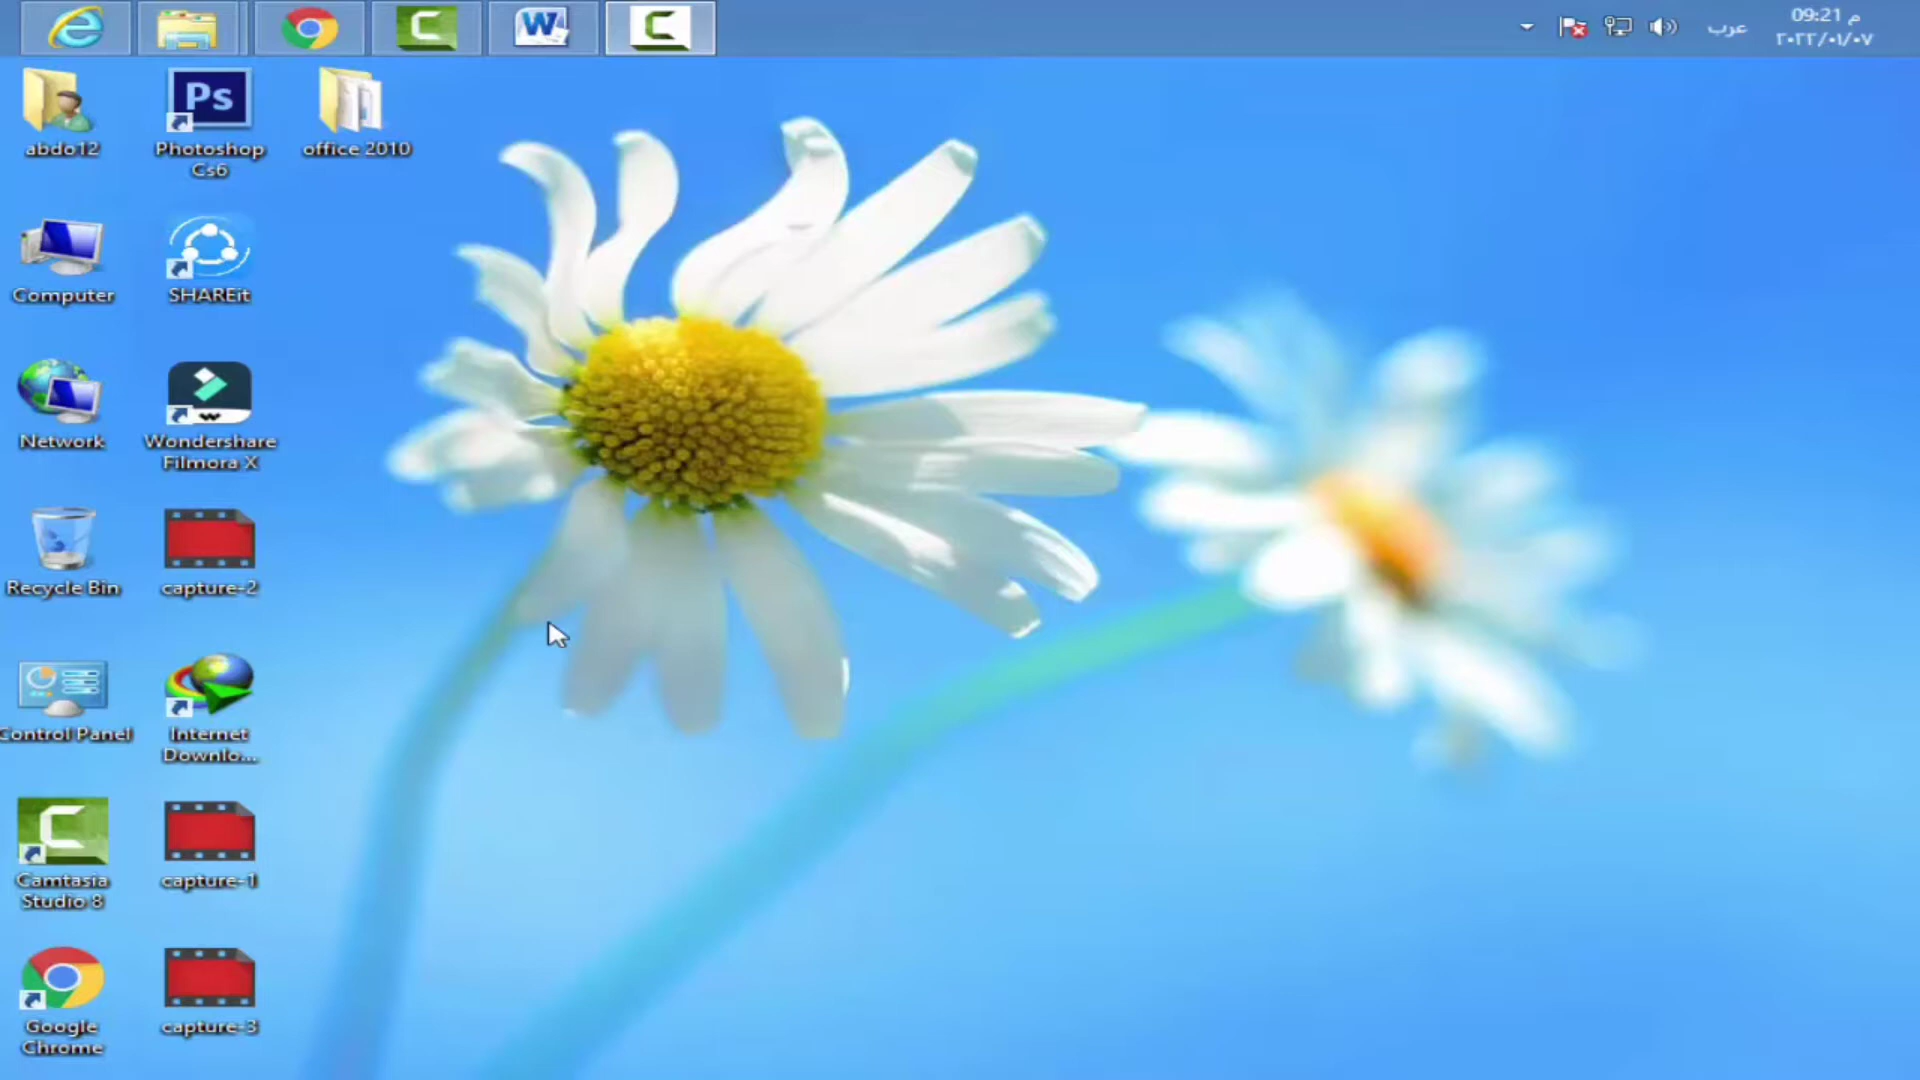 09:21 م
٢٠٢٢/٠١/٠٧
عرب
abdo12
Ps
Photoshop
Cs6
office 2010
Computer
SHAREit
Network
Wondershare
Filmora X
Recycle Bin
capture-2
Control Panel
Internet
Downlo...
Camtasia
Studio 8
capture-1
Google
Chrome
capture-3